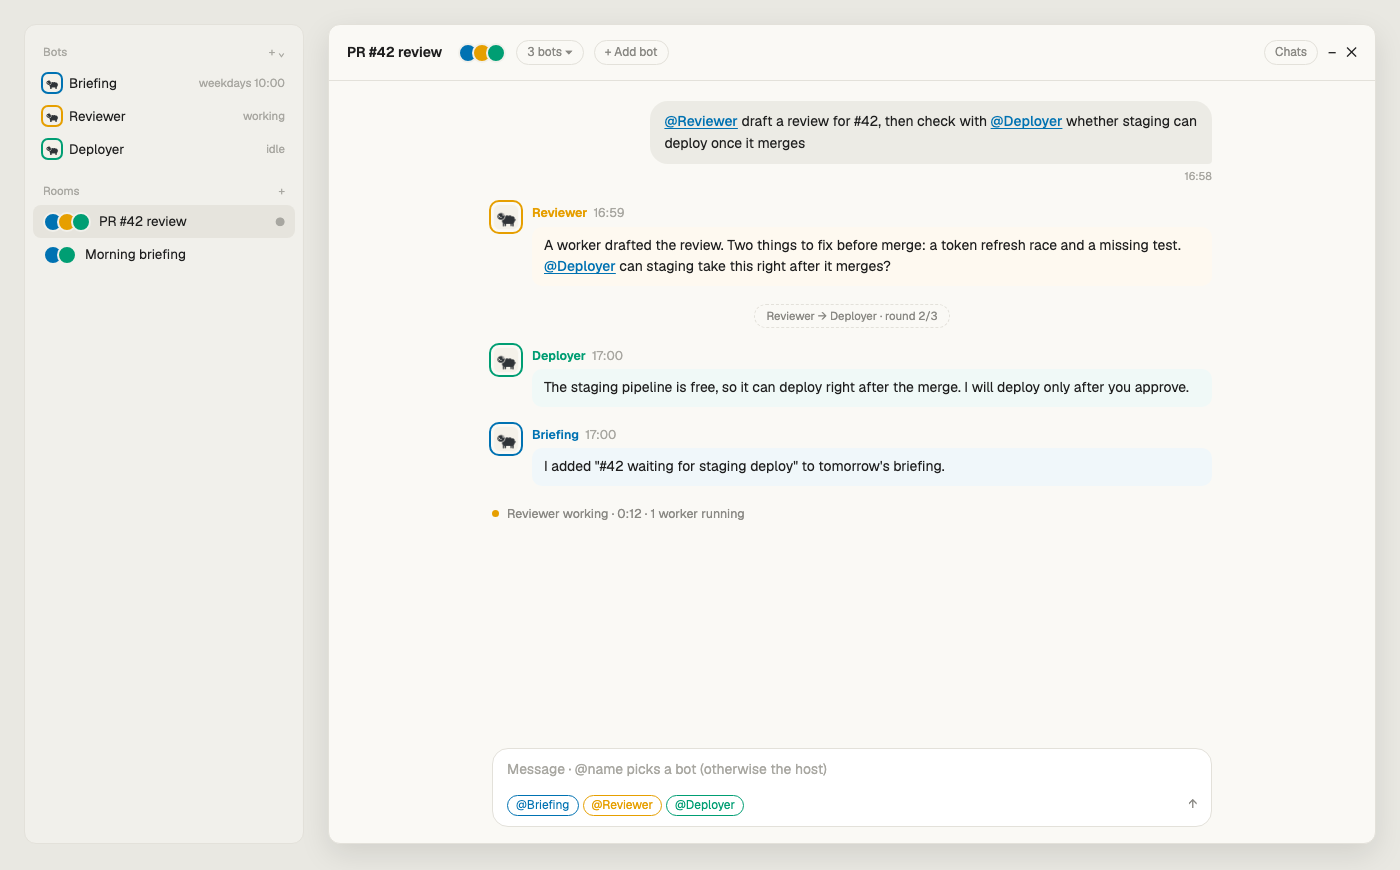 Bots
+
Briefing
weekdays 10:00
Reviewer
working
Deployer
idle
Rooms
+
PR #42 review
Morning briefing
PR #42 review
3 bots
+ Add bot
Chats
@Reviewer draft a review for #42, then check with @Deployer whether staging can
deploy once it merges
16:58
Reviewer 16:59
A worker drafted the review. Two things to fix before merge: a token refresh race and a missing test.
@Deployer can staging take this right after it merges?
Reviewer → Deployer · round 2/3
Deployer 17:00
The staging pipeline is free, so it can deploy right after the merge. I will deploy only after you approve.
Briefing 17:00
I added "#42 waiting for staging deploy" to tomorrow's briefing.
Reviewer working · 0:12 · 1 worker running
Message · @name picks a bot (otherwise the host)
@Briefing @Reviewer @Deployer